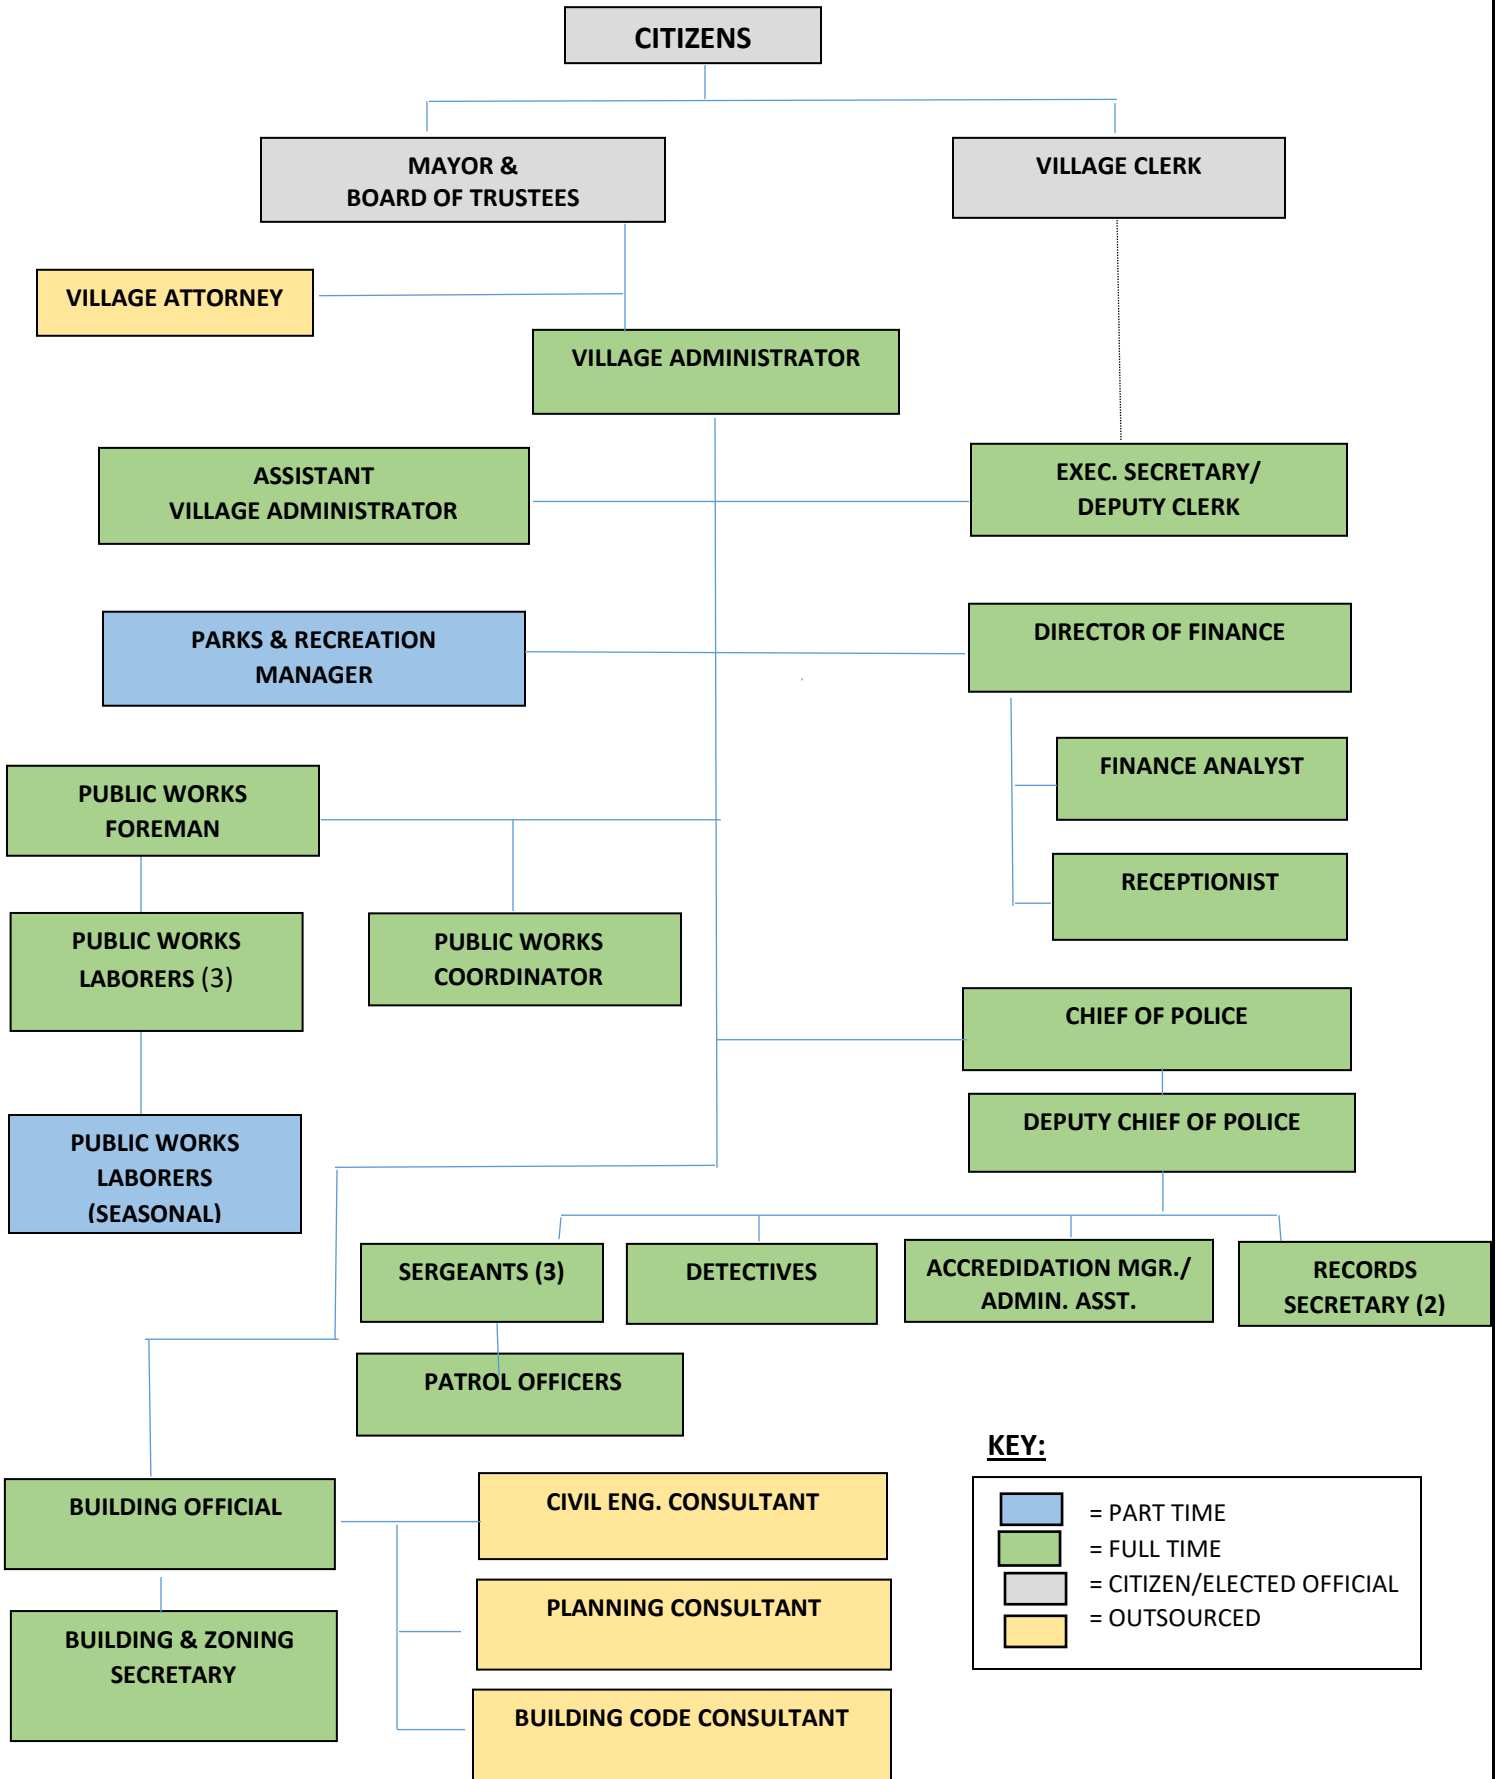 CITIZENS
MAYOR &
BOARD OF TRUSTEES
VILLAGE CLERK
VILLAGE ATTORNEY
VILLAGE ADMINISTRATOR
ASSISTANT
VILLAGE ADMINISTRATOR
EXEC. SECRETARY/
DEPUTY CLERK
PARKS & RECREATION
MANAGER
DIRECTOR OF FINANCE
FINANCE ANALYST
PUBLIC WORKS
FOREMAN
RECEPTIONIST
PUBLIC WORKS
LABORERS (3)
PUBLIC WORKS
COORDINATOR
CHIEF OF POLICE
DEPUTY CHIEF OF POLICE
PUBLIC WORKS
LABORERS
(SEASONAL)
SERGEANTS (3)
DETECTIVES
ACCREDIDATION MGR./
ADMIN. ASST.
RECORDS
SECRETARY (2)
PATROL OFFICERS
BUILDING OFFICIAL
CIVIL ENG. CONSULTANT
PLANNING CONSULTANT
BUILDING & ZONING
SECRETARY
BUILDING CODE CONSULTANT
KEY:
= PART TIME
= FULL TIME
= CITIZEN/ELECTED OFFICIAL
= OUTSOURCED